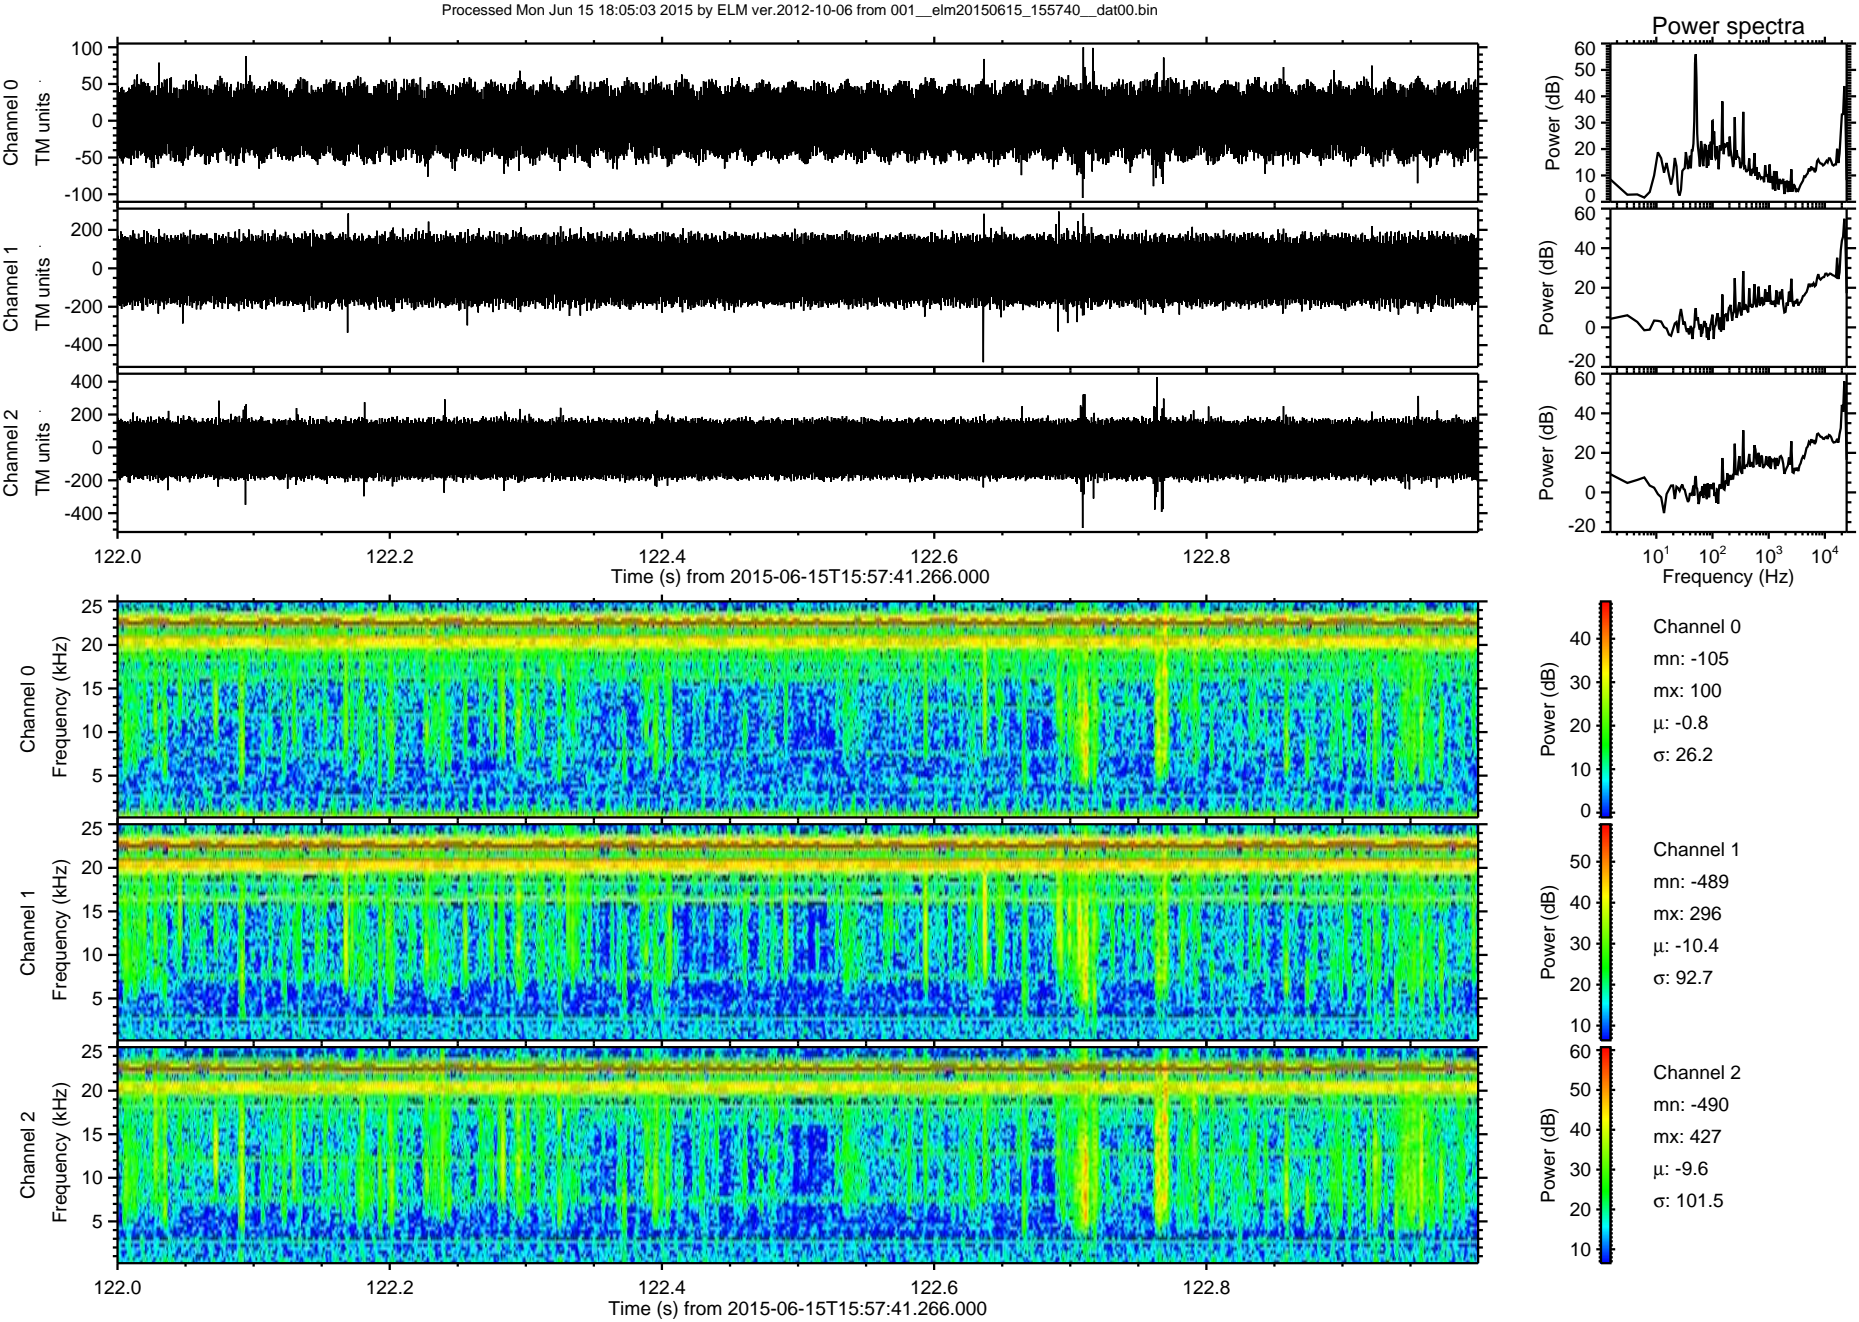 Processed Mon Jun 15 18:05:03 2015 by ELM ver.2012-10-06 from 001__elm20150615_155740__dat00.bin
Power spectra
Channel 0
TM units
100
50
0
-50
-100
Power (dB)
60
50
40
30
20
10
0
Channel 1
TM units
200
0
-200
-400
Power (dB)
60
40
20
0
-20
Channel 2
TM units
400
200
0
-200
-400
Power (dB)
60
40
20
0
-20
122.0 122.2 122.4 122.6 122.8
Time (s) from 2015-06-15T15:57:41.266.000
10^1 10^2 10^3 10^4
Frequency (Hz)
Channel 0
Frequency (kHz)
25
20
15
10
5
Power (dB)
40
30
20
10
0
Channel 0
mn: -105
mx: 100
μ: -0.8
σ: 26.2
Channel 1
Frequency (kHz)
25
20
15
10
5
Power (dB)
50
40
30
20
10
Channel 1
mn: -489
mx: 296
μ: -10.4
σ: 92.7
Channel 2
Frequency (kHz)
25
20
15
10
5
Power (dB)
60
50
40
30
20
10
Channel 2
mn: -490
mx: 427
μ: -9.6
σ: 101.5
122.0 122.2 122.4 122.6 122.8
Time (s) from 2015-06-15T15:57:41.266.000